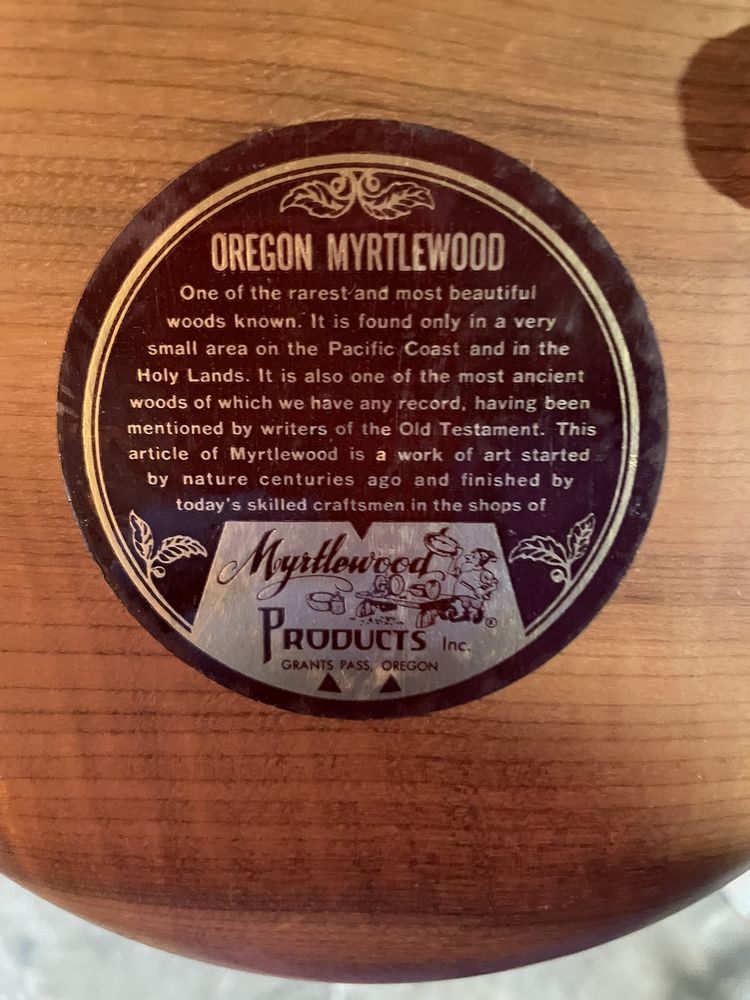 OREGON MYRTLEWOOD
One of the rarest and most beautiful
woods known. It is found only in a very
small area on the Pacific Coast and in the
Holy Lands. It is also one of the most ancient
woods of which we have any record, having been
mentioned by writers of the Old Testament. This
article of Myrtlewood is a work of art started
by nature centuries ago and finished by
today's skilled craftsmen in the shops of
Myrtlewood
PRODUCTS Inc.®
GRANTS PASS, OREGON